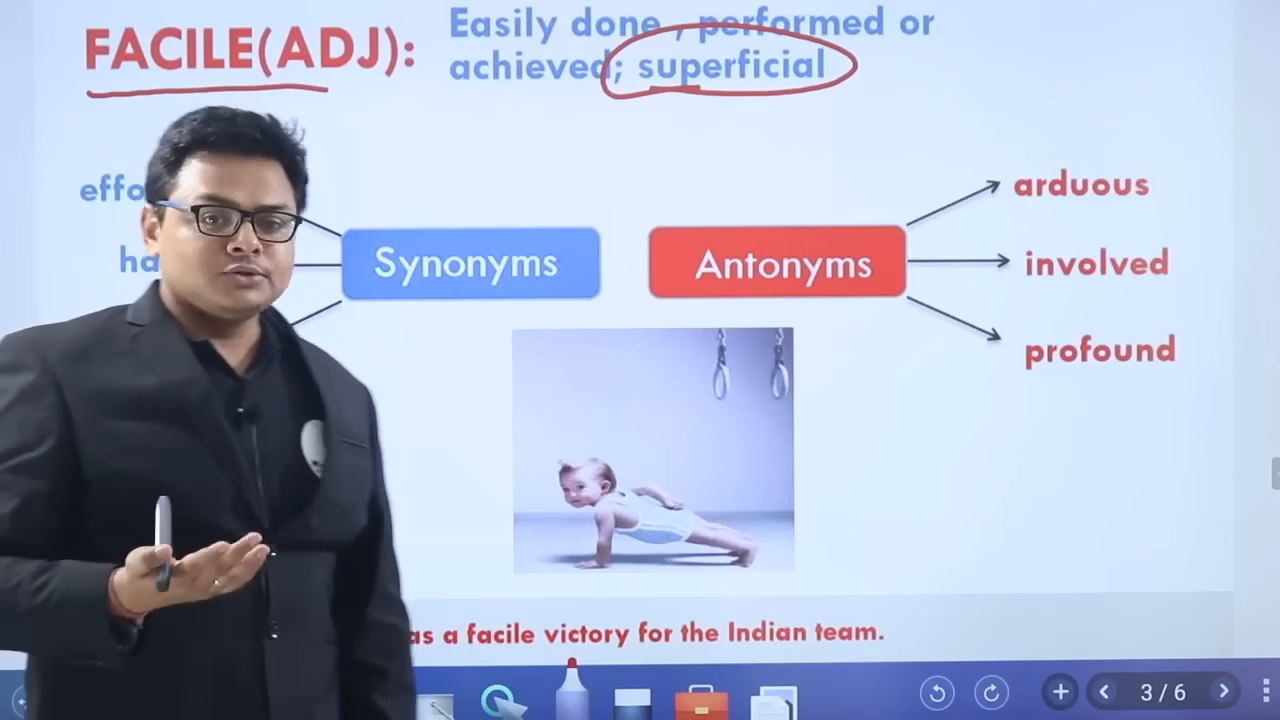 FACILE(ADJ):
Easily done , performed or
achieved; superficial
effo
ha
Synonyms
Antonyms
arduous
involved
profound
as a facile victory for the Indian team.
3 / 6